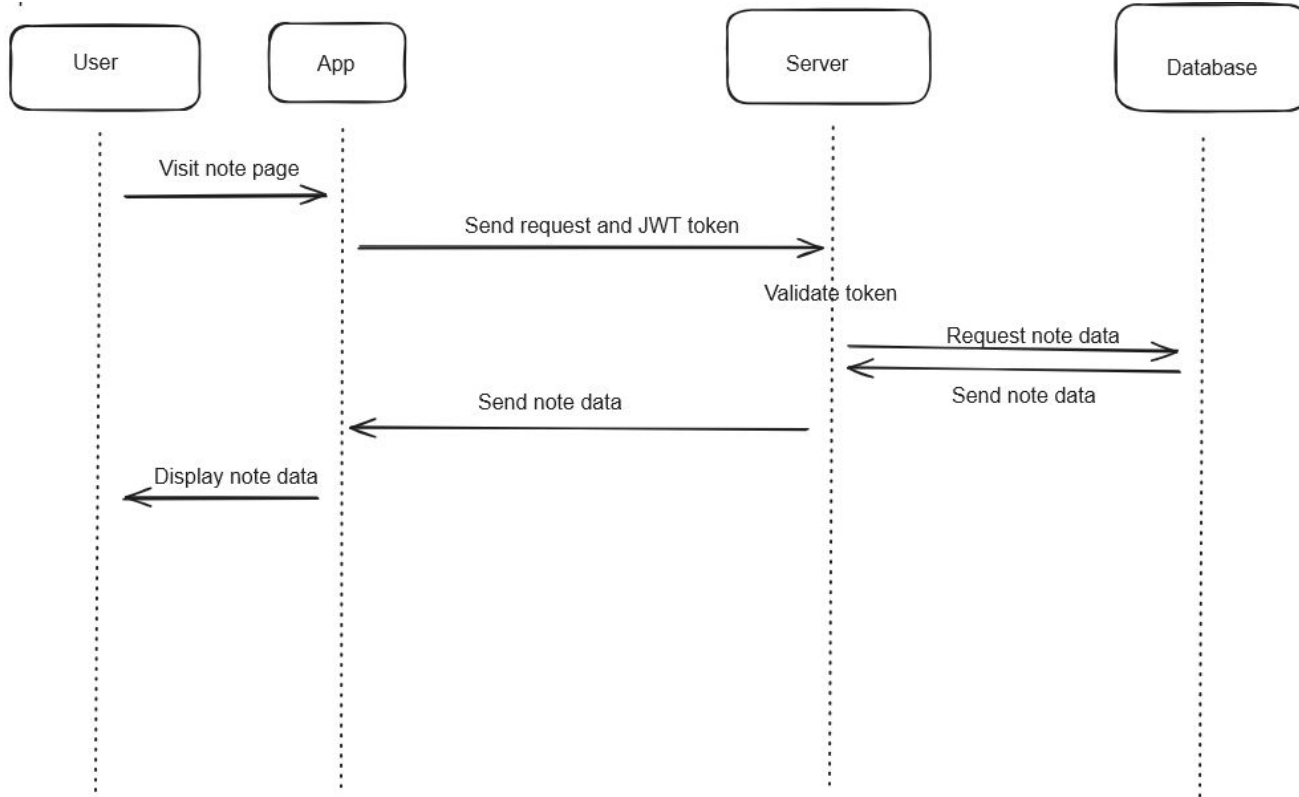 User
App
Server
Database
Visit note page
Send request and JWT token
Validate token
Request note data
Send note data
Send note data
Display note data